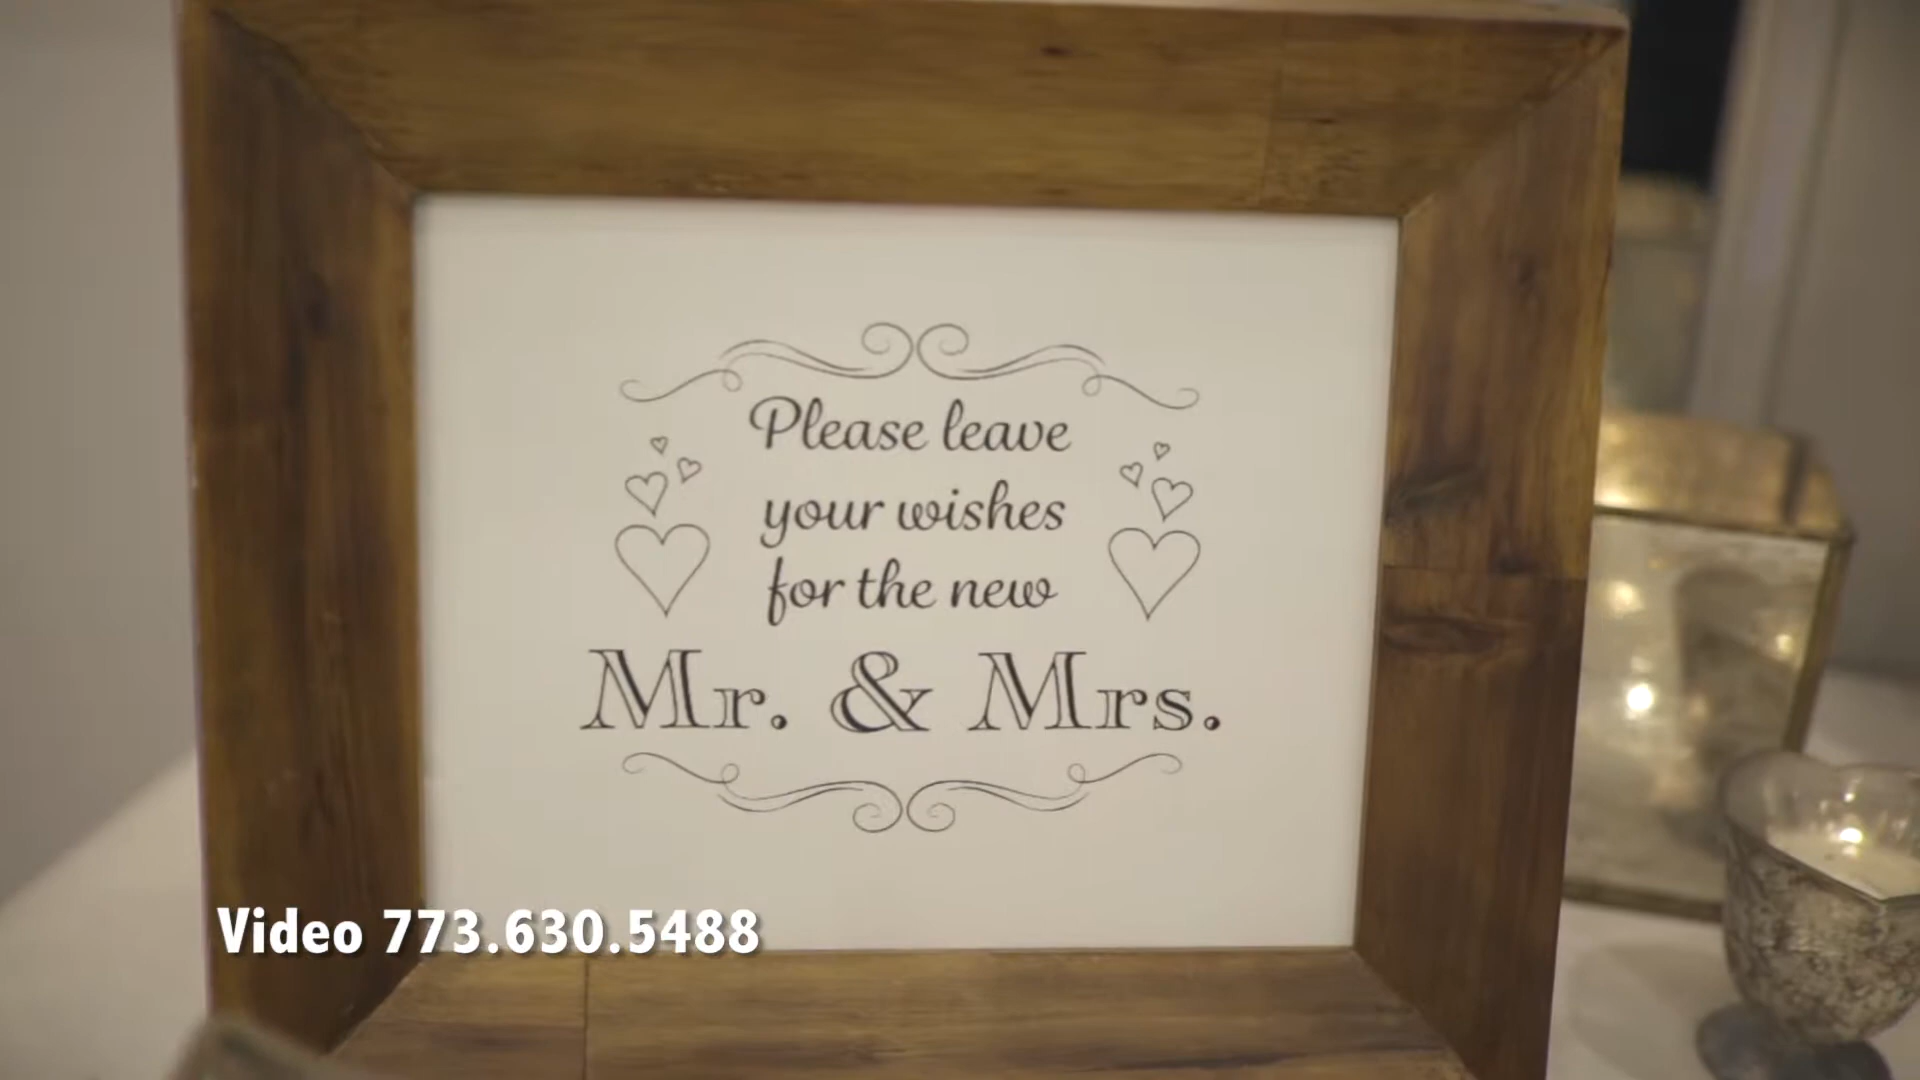 Please leave
your wishes
for the new
Mr. & Mrs.
Video 773.630.5488